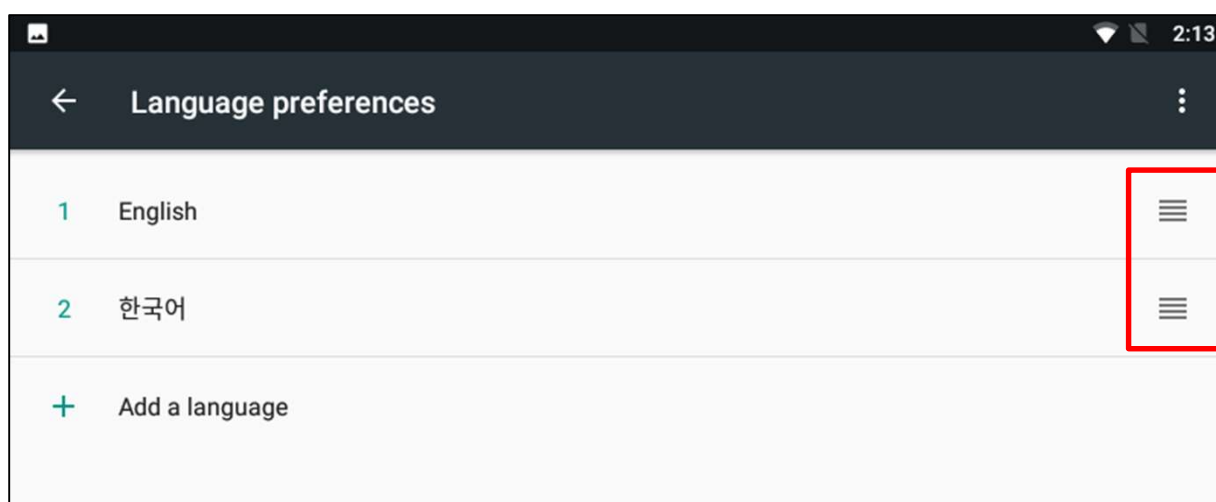 2:13
Language preferences
1 English
2 한국어
+ Add a language